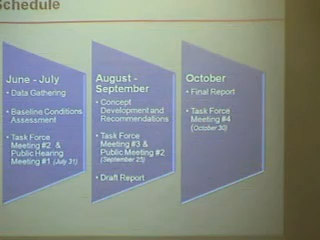 Schedule
June - July
• Data Gathering
• Baseline Conditions
Assessment
• Task Force
Meeting #2 &
Public Hearing
Meeting #1 (July 31)
August -
September
• Concept
Development and
Recommendations
• Task Force
Meeting #3 &
Public Meeting #2
(September 25)
• Draft Report
October
• Final Report
• Task Force
Meeting #4
(October 30)